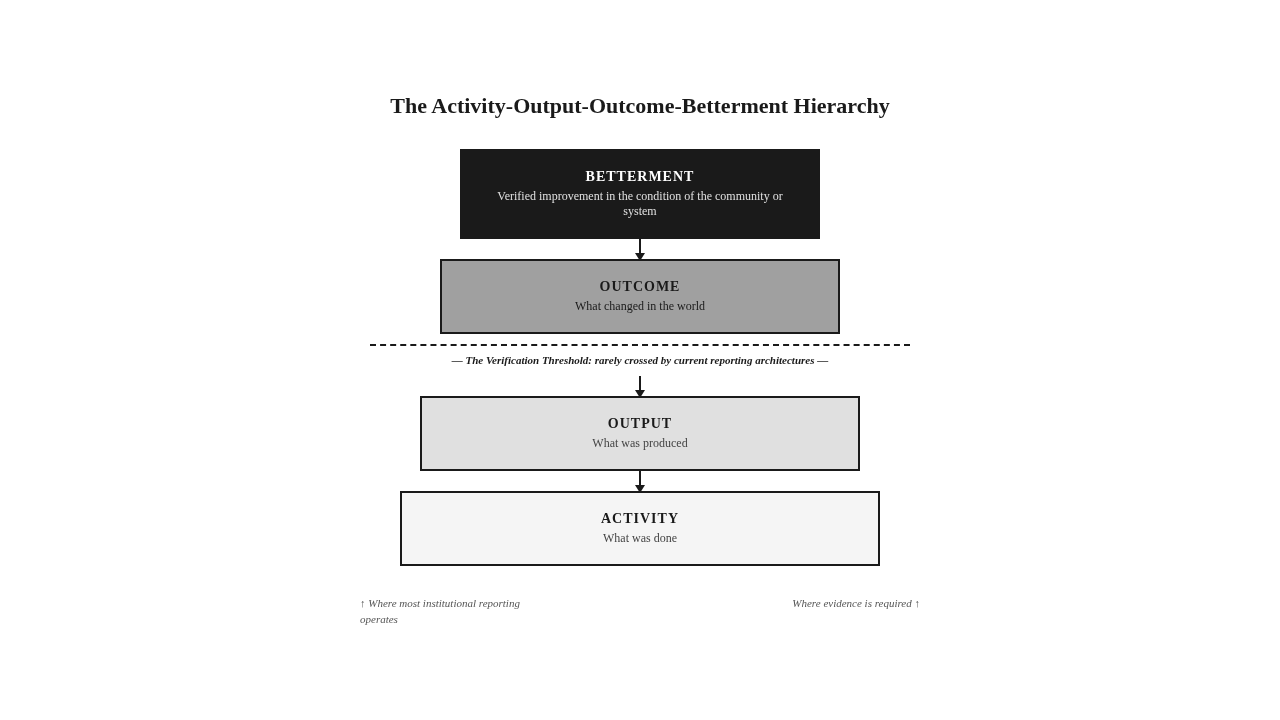 The Activity-Output-Outcome-Betterment Hierarchy
BETTERMENT
Verified improvement in the condition of the community or
system
OUTCOME
What changed in the world
— The Verification Threshold: rarely crossed by current reporting architectures —
OUTPUT
What was produced
ACTIVITY
What was done
↑ Where most institutional reporting
operates
Where evidence is required ↑